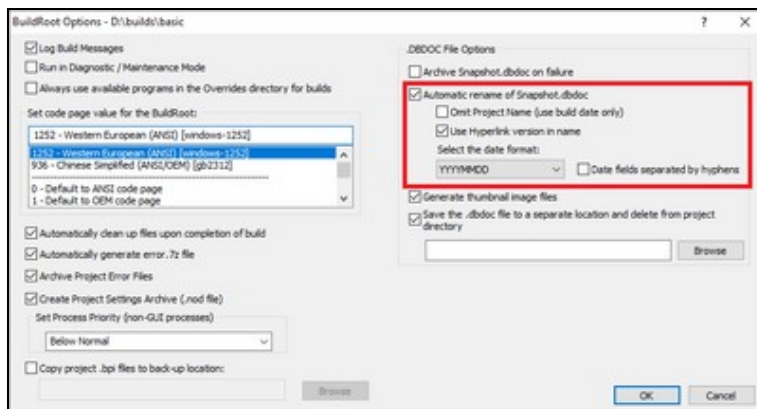 BuildRoot Options - D:\builds\basic
Log Build Messages
Run in Diagnostic / Maintenance Mode
Always use available programs in the Overrides directory for builds
Set code page value for the BuildRoot:
1252 - Western European (ANSI) [windows-1252]
1252 - Western European (ANSI) [windows-1252]
936 - Chinese Simplified (ANSI/OEM) [gb2312]
0 - Default to ANSI code page
1 - Default to OEM code page
Automatically clean up files upon completion of build
Automatically generate error.7z file
Archive Project Error Files
Create Project Settings Archive (.nod file)
Set Process Priority (non-GUI processes)
Below Normal
Copy project .bpi files to back-up location:
Browse
.DBDOC File Options
Archive Snapshot.dbdoc on failure
Automatic rename of Snapshot.dbdoc
Omit Project Name (use build date only)
Use Hyperlink version in name
Select the date format:
YYYYMMDD
Date fields separated by hyphens
Generate thumbnail image files
Save the .dbdoc file to a separate location and delete from project
directory
Browse
OK
Cancel